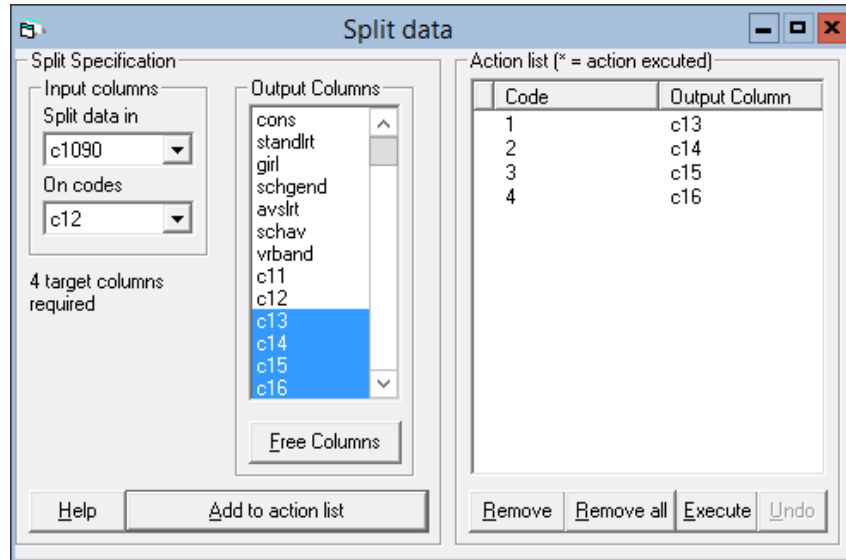 Split data
Split Specification
Input columns
Split data in
c1090
On codes
c12
4 target columns
required
Output Columns
cons
standlrt
girl
schgend
avslrt
schav
vrband
c11
c12
c13
c14
c15
c16
Free Columns
Help
Add to action list
Action list (* = action excuted)
Code Output Column
1 c13
2 c14
3 c15
4 c16
Remove Remove all Execute Undo